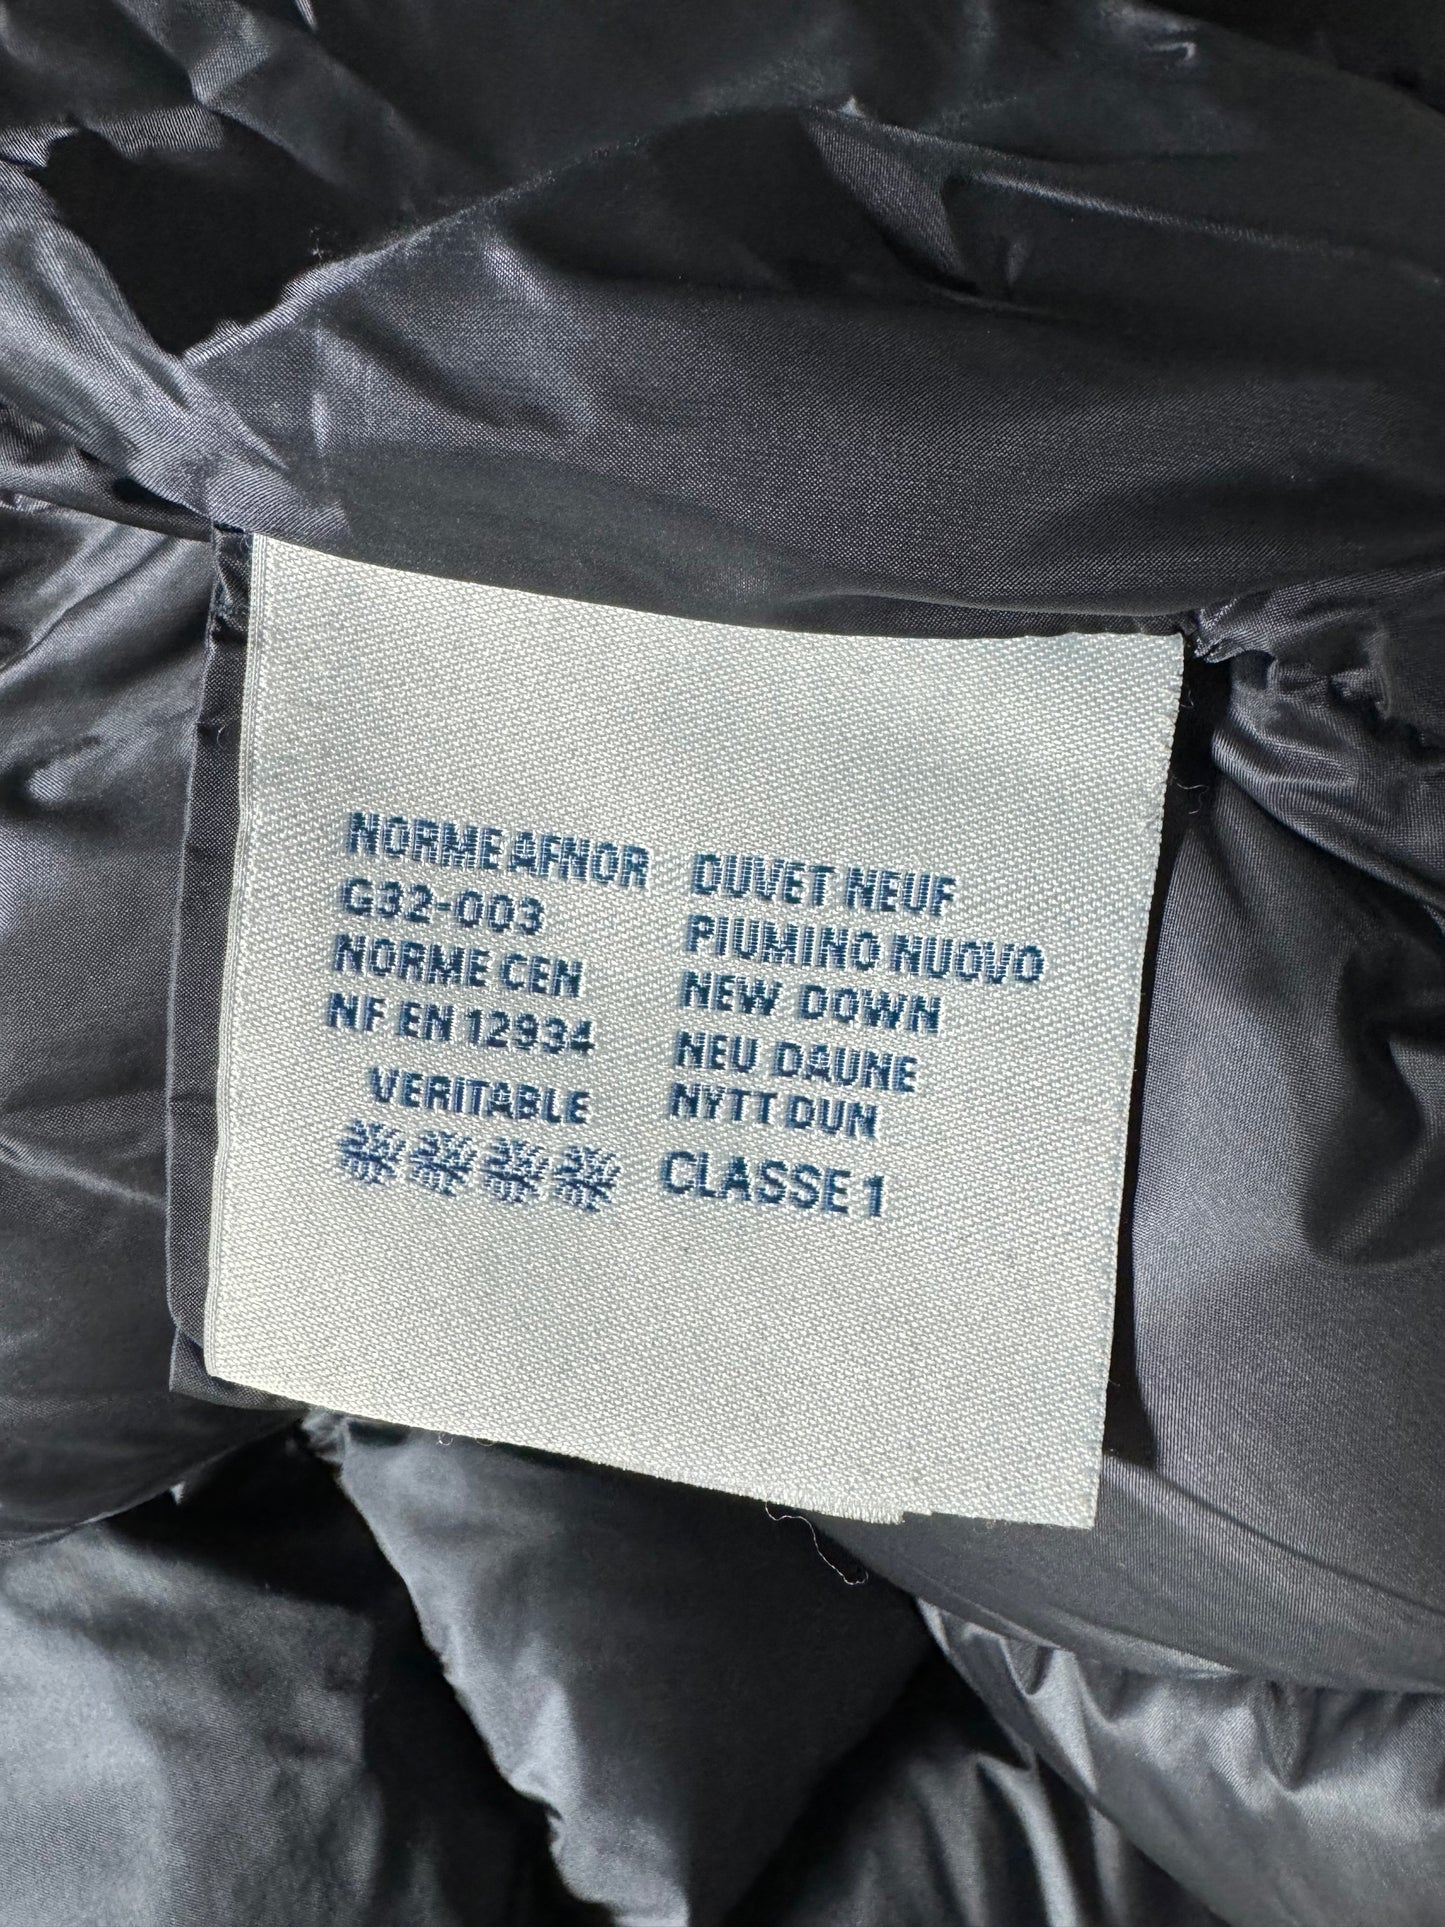 NORME AFNOR
G32-003
NORME CEN
NF EN 12934
VERITABLE
DUVET NEUF
PIUMINO NUOVO
NEW DOWN
NEU DAUNE
NYTT DUN
CLASSE 1